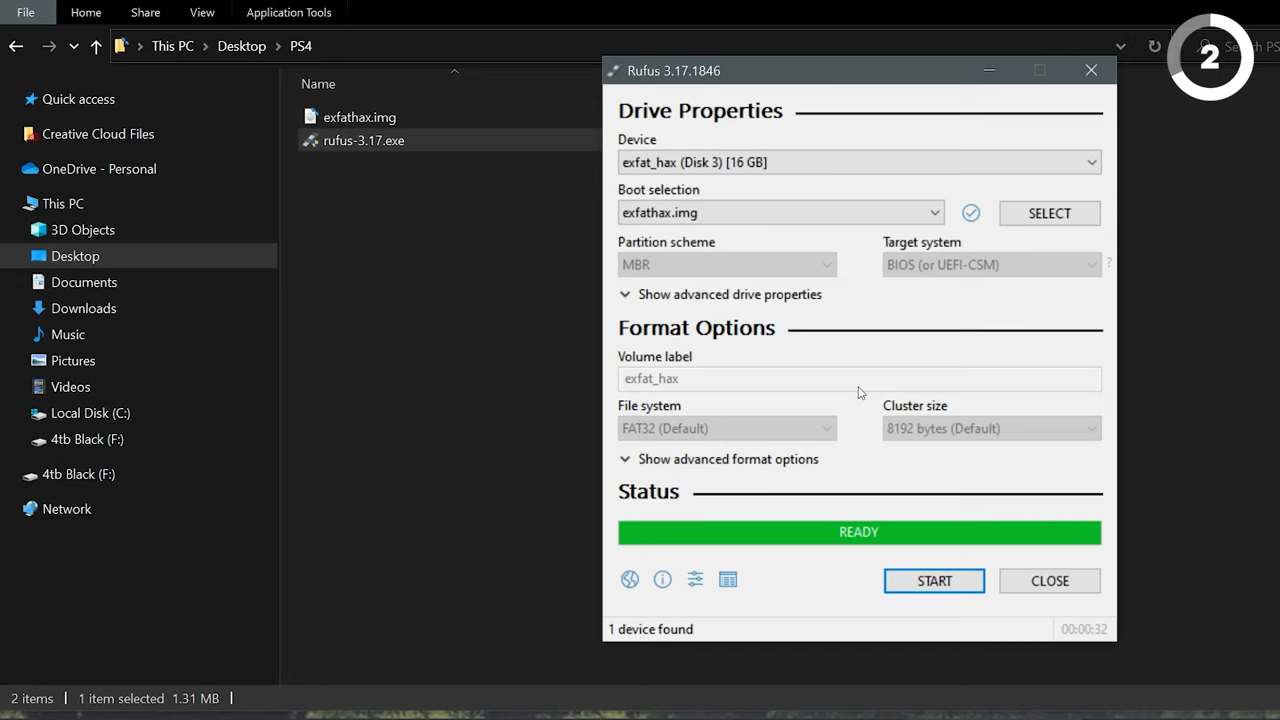 File Home Share View Application Tools
This PC > Desktop > PS4
2
Search PS
Quick access
Creative Cloud Files
OneDrive - Personal
This PC
3D Objects
Desktop
Documents
Downloads
Music
Pictures
Videos
Local Disk (C:)
4tb Black (F:)
4tb Black (F:)
Network
Name
exfathax.img
rufus-3.17.exe
Rufus 3.17.1846
Drive Properties
Device
exfat_hax (Disk 3) [16 GB]
Boot selection
exfathax.img
SELECT
Partition scheme Target system
MBR BIOS (or UEFI-CSM) ?
Show advanced drive properties
Format Options
Volume label
exfat_hax
File system Cluster size
FAT32 (Default) 8192 bytes (Default)
Show advanced format options
Status
READY
START CLOSE
1 device found 00:00:32
2 items 1 item selected 1.31 MB